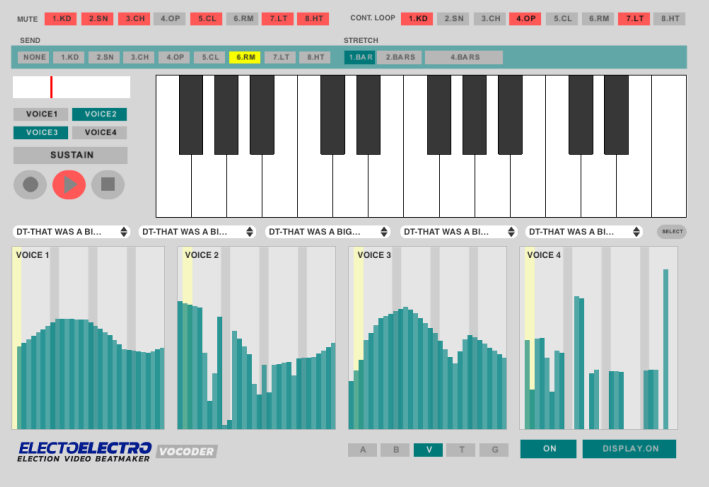 MUTE 1.KD 2.SN 3.CH 4.OP 5.CL 6.RM 7.LT 8.HT CONT. LOOP 1.KD 2.SN 3.CH 4.OP 5.CL 6.RM 7.LT 8.HT
SEND STRETCH
NONE 1.KD 2.SN 3.CH 4.OP 5.CL 6.RM 7.LT 8.HT 1.BAR 2.BARS 4.BARS
VOICE1 VOICE2
VOICE3 VOICE4
SUSTAIN
DT-THAT WAS A BI... DT-THAT WAS A BI... DT-THAT WAS A BIG... DT-THAT WAS A BI... DT-THAT WAS A BI... SELECT
VOICE 1 VOICE 2 VOICE 3 VOICE 4
ELECTOELECTRO VOCODER A B V T G ON DISPLAY.ON
ELECTION VIDEO BEATMAKER